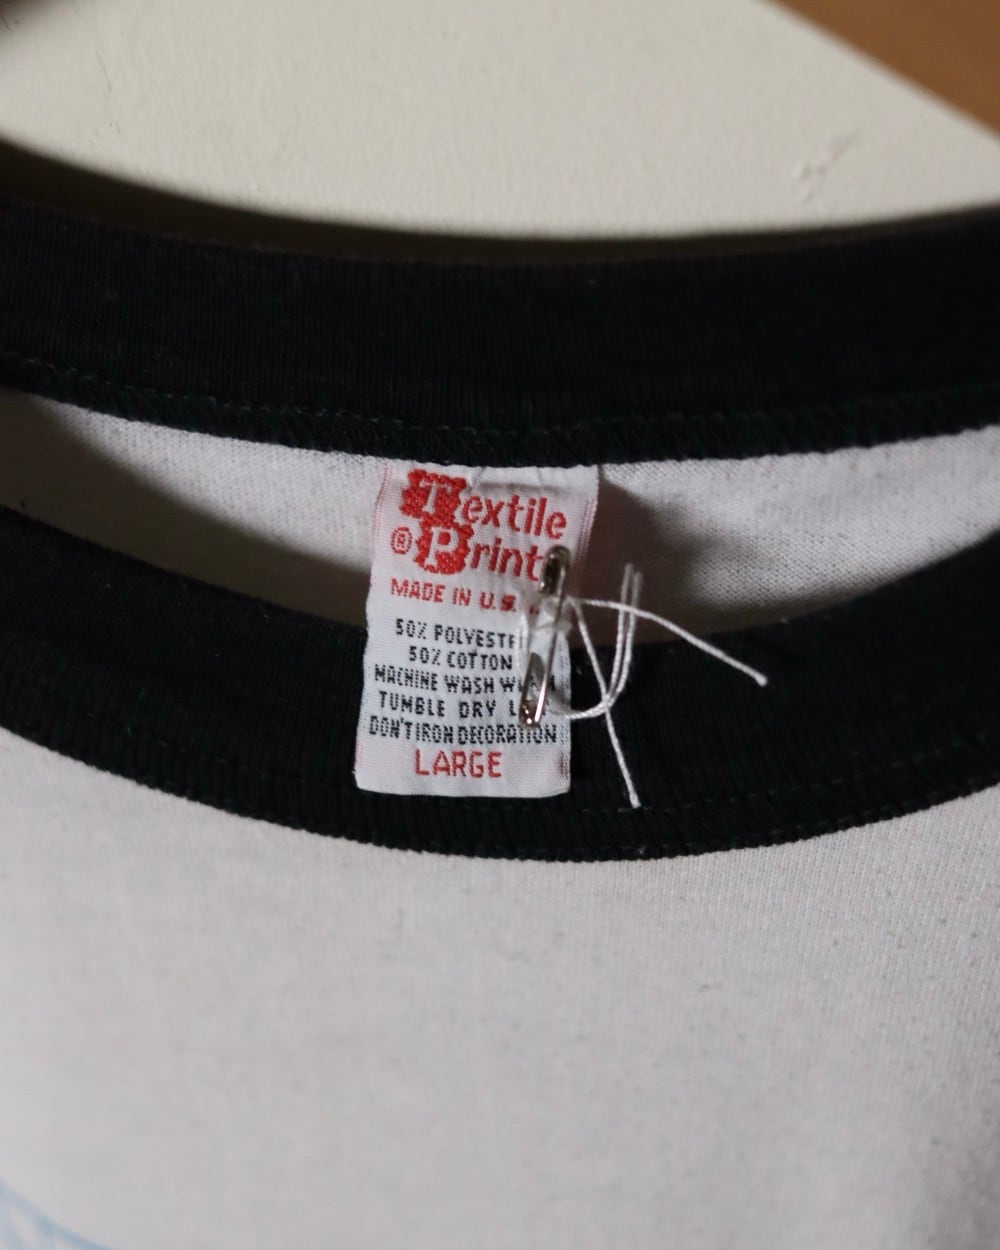 Textile
® Print
MADE IN U.S.
50% POLYESTE
50% COTTON
MACHINE WASH
TUMBLE DRY
DON'T IRON DECORATION
LARGE